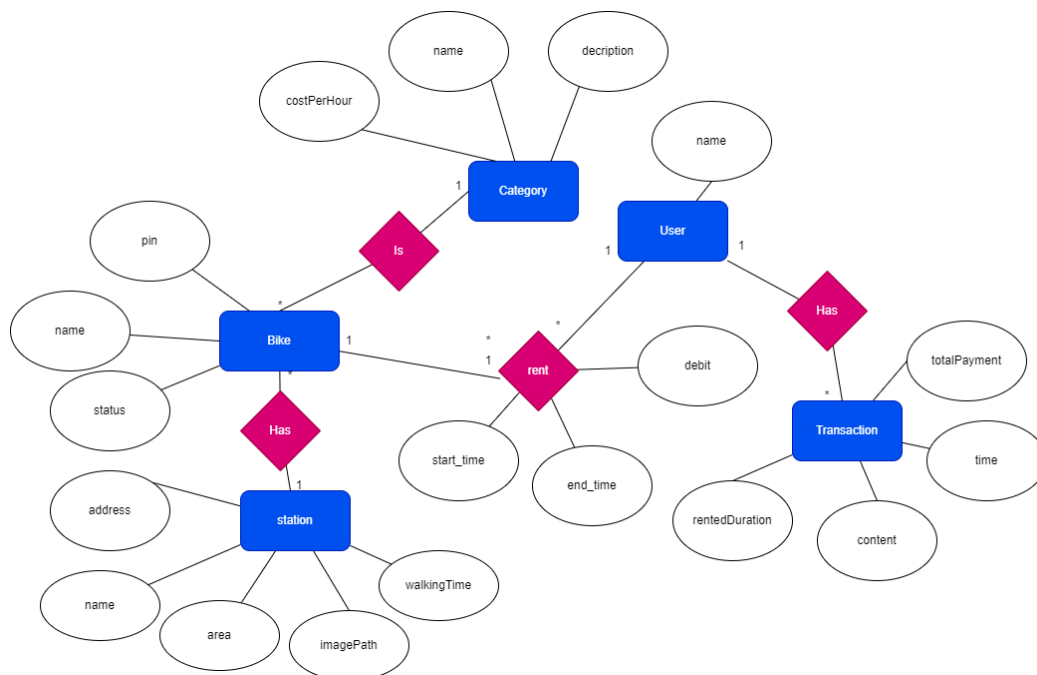 name
decription
costPerHour
name
1
Category
User
pin
Is
1
1
*
Has
name
Bike
1
*
*
1
rent
debit
totalPayment
status
*
Has
*
Transaction
start_time
time
end_time
address
1
station
rentedDuration
content
walkingTime
name
area
imagePath